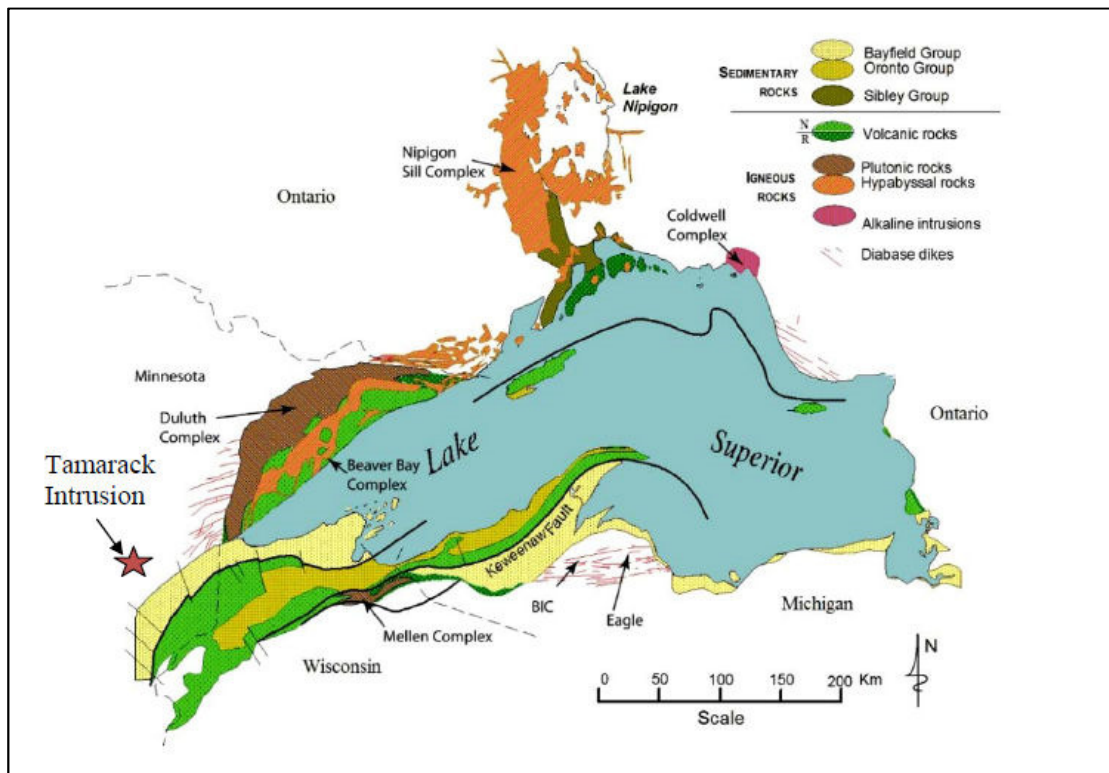 Bayfield Group
SEDIMENTARY
ROCKS
Oronto Group
Sibley Group
N
R
Volcanic rocks
IGNEOUS
ROCKS
Plutonic rocks
Hypabyssal rocks
Alkaline intrusions
Diabase dikes
Lake
Nipigon
Nipigon
Sill Complex
Ontario
Coldwell
Complex
Minnesota
Duluth
Complex
Ontario
Lake
Superior
Beaver Bay
Complex
Tamarack
Intrusion
Keweenaw Fault
BIC
Eagle
Michigan
Mellen Complex
Wisconsin
N
0 50 100 150 200 Km
Scale